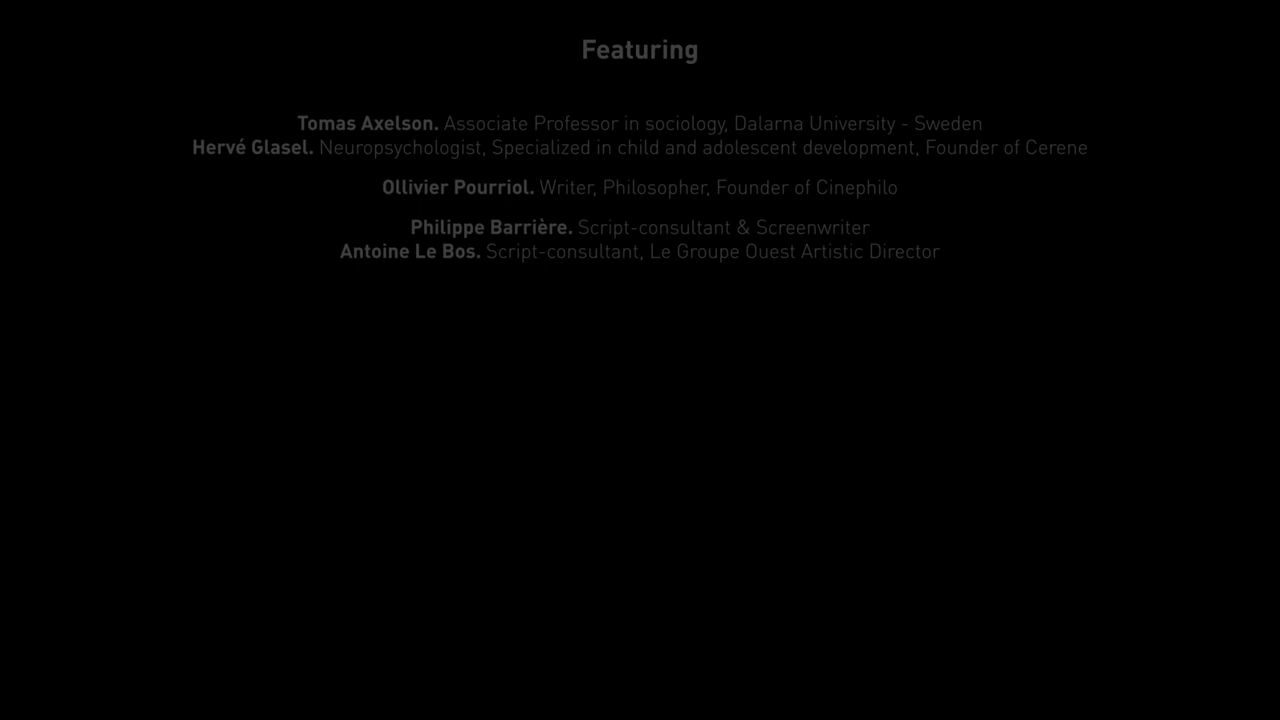 Featuring
Tomas Axelson. Associate Professor in sociology, Dalarna University - Sweden
Hervé Glasel. Neuropsychologist, Specialized in child and adolescent development, Founder of Cerene
Ollivier Pourriol. Writer, Philosopher, Founder of Cinephilo
Philippe Barrière. Script-consultant & Screenwriter
Antoine Le Bos. Script-consultant, Le Groupe Ouest Artistic Director